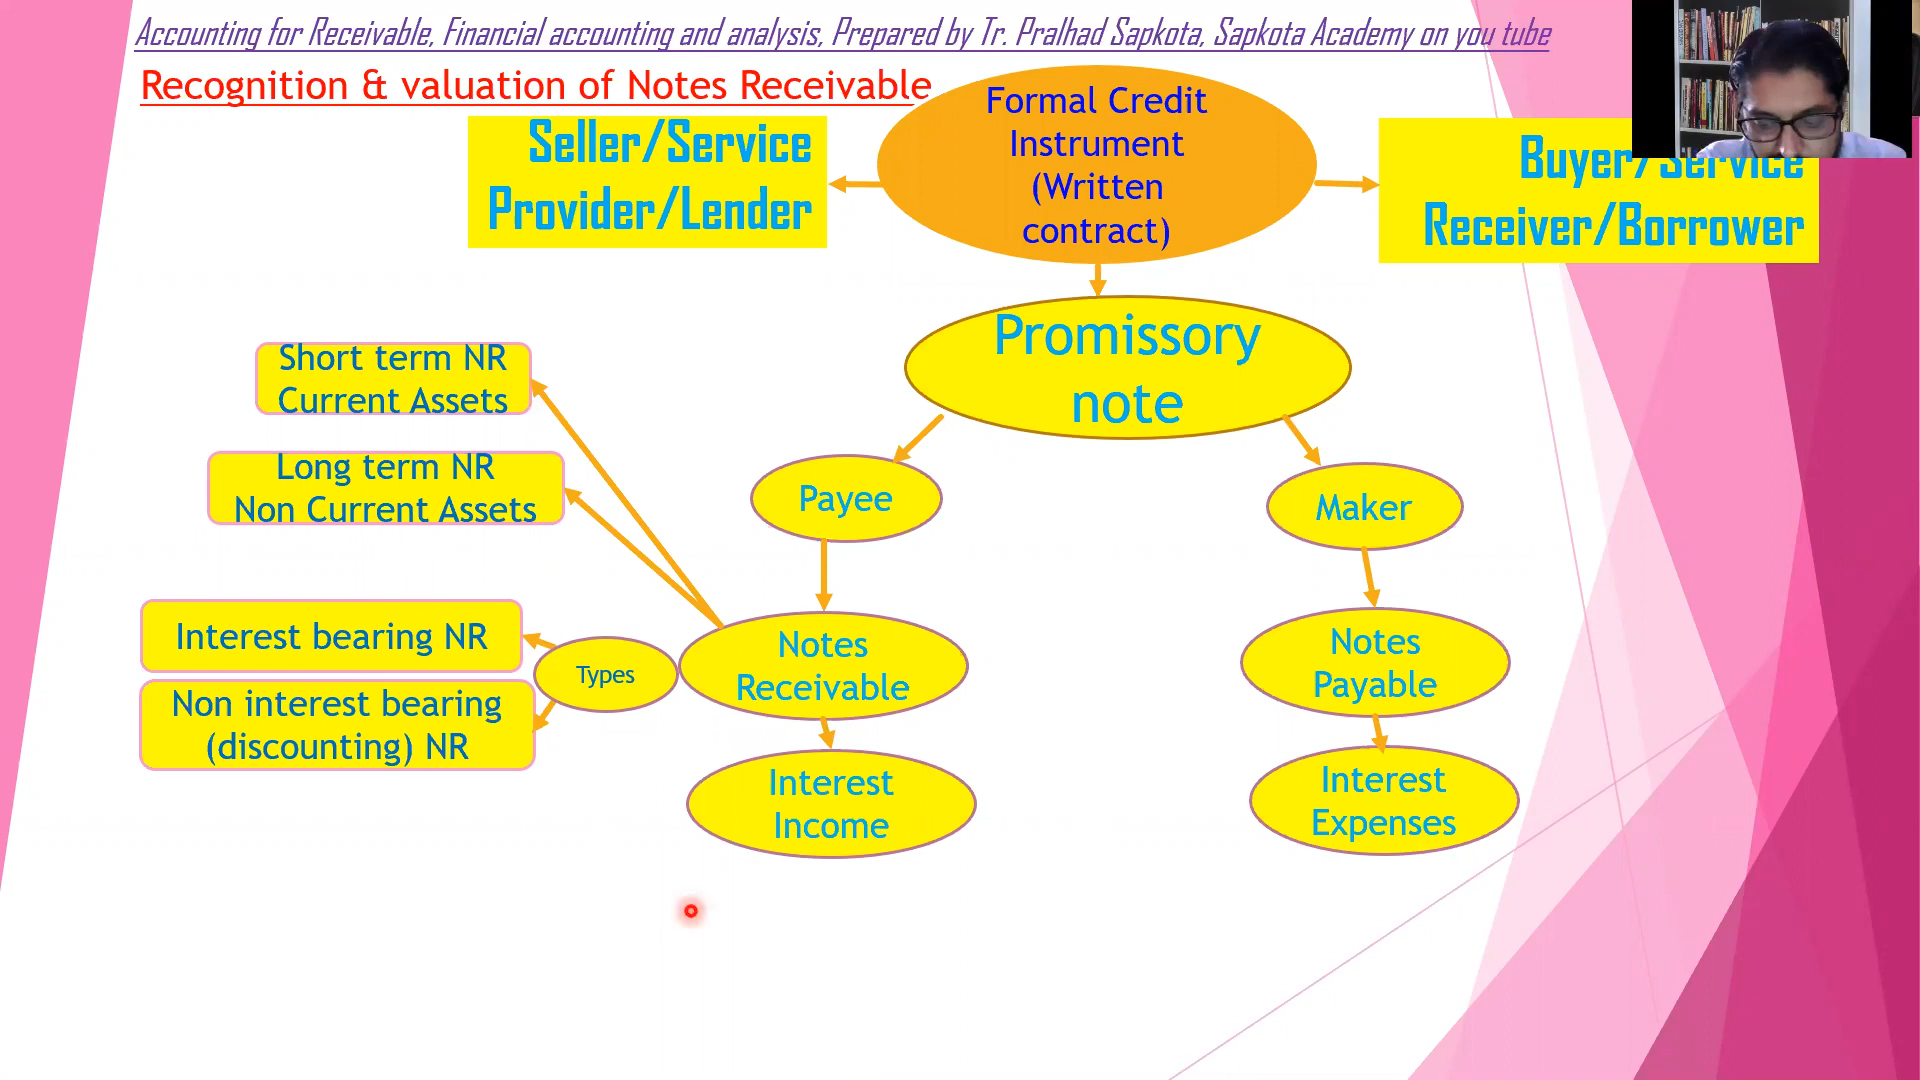 Accounting for Receivable, Financial accounting and analysis, Prepared by Tr. Pralhad Sapkota, Sapkota Academy on you tube
Recognition & valuation of Notes Receivable
Formal Credit
Instrument
(Written
contract)
Seller/Service
Provider/Lender
Buyer/Service
Receiver/Borrower
Promissory
note
Short term NR
Current Assets
Long term NR
Non Current Assets
Payee
Maker
Interest bearing NR
Non interest bearing
(discounting) NR
Types
Notes
Receivable
Notes
Payable
Interest
Income
Interest
Expenses